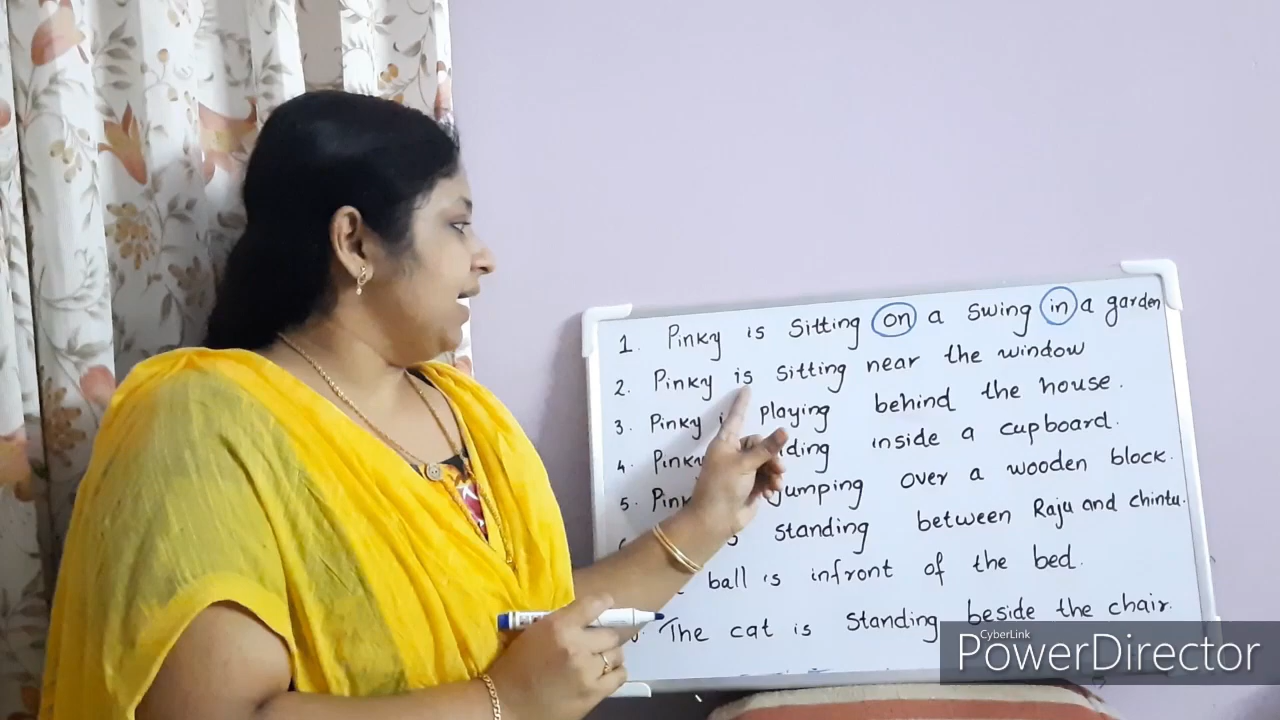 1. Pinky is sitting on a swing in a garden
2. Pinky is sitting near the window
3. Pinky playing behind the house.
4. Pinky inside a cupboard.
5. jumping over a wooden block.
standing between Raju and chintu.
ball is infront of the bed.
The cat is standing beside the chair.
CyberLink
PowerDirector